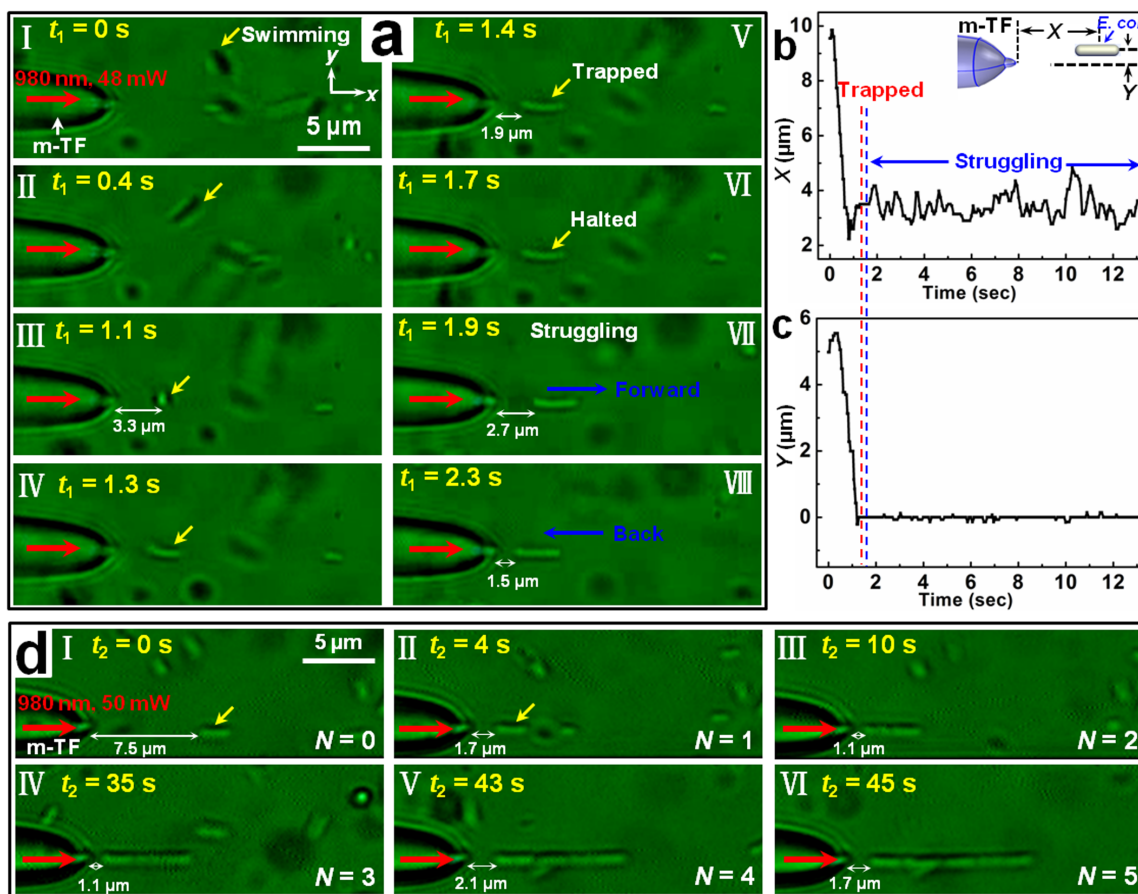 a
I t₁ = 0 s Swimming
980 nm, 48 mW
m-TF
y
x
5 μm
II t₁ = 0.4 s
III t₁ = 1.1 s
3.3 μm
IV t₁ = 1.3 s
t₁ = 1.4 s V
Trapped
1.9 μm
t₁ = 1.7 s VI
Halted
t₁ = 1.9 s Struggling VII
Forward
2.7 μm
t₁ = 2.3 s VIII
Back
1.5 μm
b
m-TF X E. co
Y
Trapped
Struggling
X (μm)
10
8
6
4
2
0 2 4 6 8 10 12
Time (sec)
c
Y (μm)
6
4
2
0
0 2 4 6 8 10 12
Time (sec)
d
I t₂ = 0 s 5 μm
980 nm, 50 mW
m-TF
7.5 μm
N = 0
II t₂ = 4 s
1.7 μm
N = 1
III t₂ = 10 s
1.1 μm
N = 2
IV t₂ = 35 s
1.1 μm
N = 3
V t₂ = 43 s
2.1 μm
N = 4
VI t₂ = 45 s
1.7 μm
N = 5